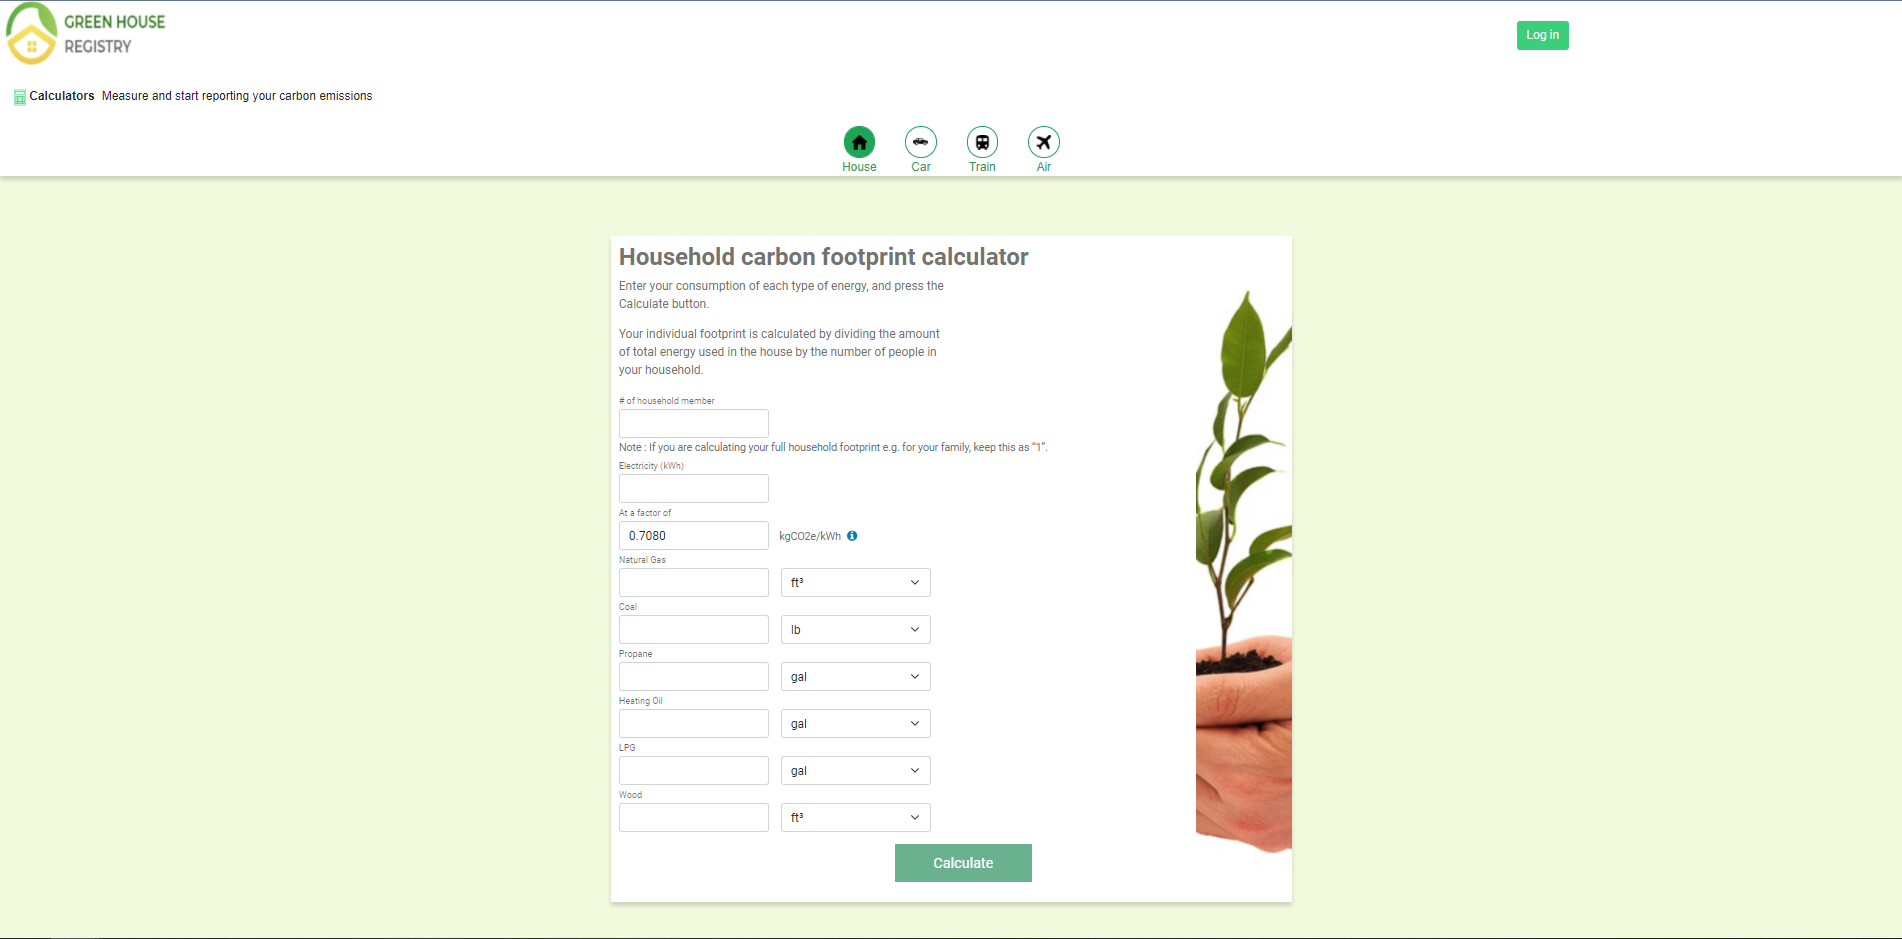 GREEN HOUSE
REGISTRY
Log in
Calculators Measure and start reporting your carbon emissions
House Car Train Air
Household carbon footprint calculator
Enter your consumption of each type of energy, and press the
Calculate button.
Your individual footprint is calculated by dividing the amount
of total energy used in the house by the number of people in
your household.
# of household member
Note : If you are calculating your full household footprint e.g. for your family, keep this as “1”.
Electricity (kWh)
At a factor of
0.7080 kgCO2e/kWh
Natural Gas
ft³
Coal
lb
Propane
gal
Heating Oil
gal
LPG
gal
Wood
ft³
Calculate